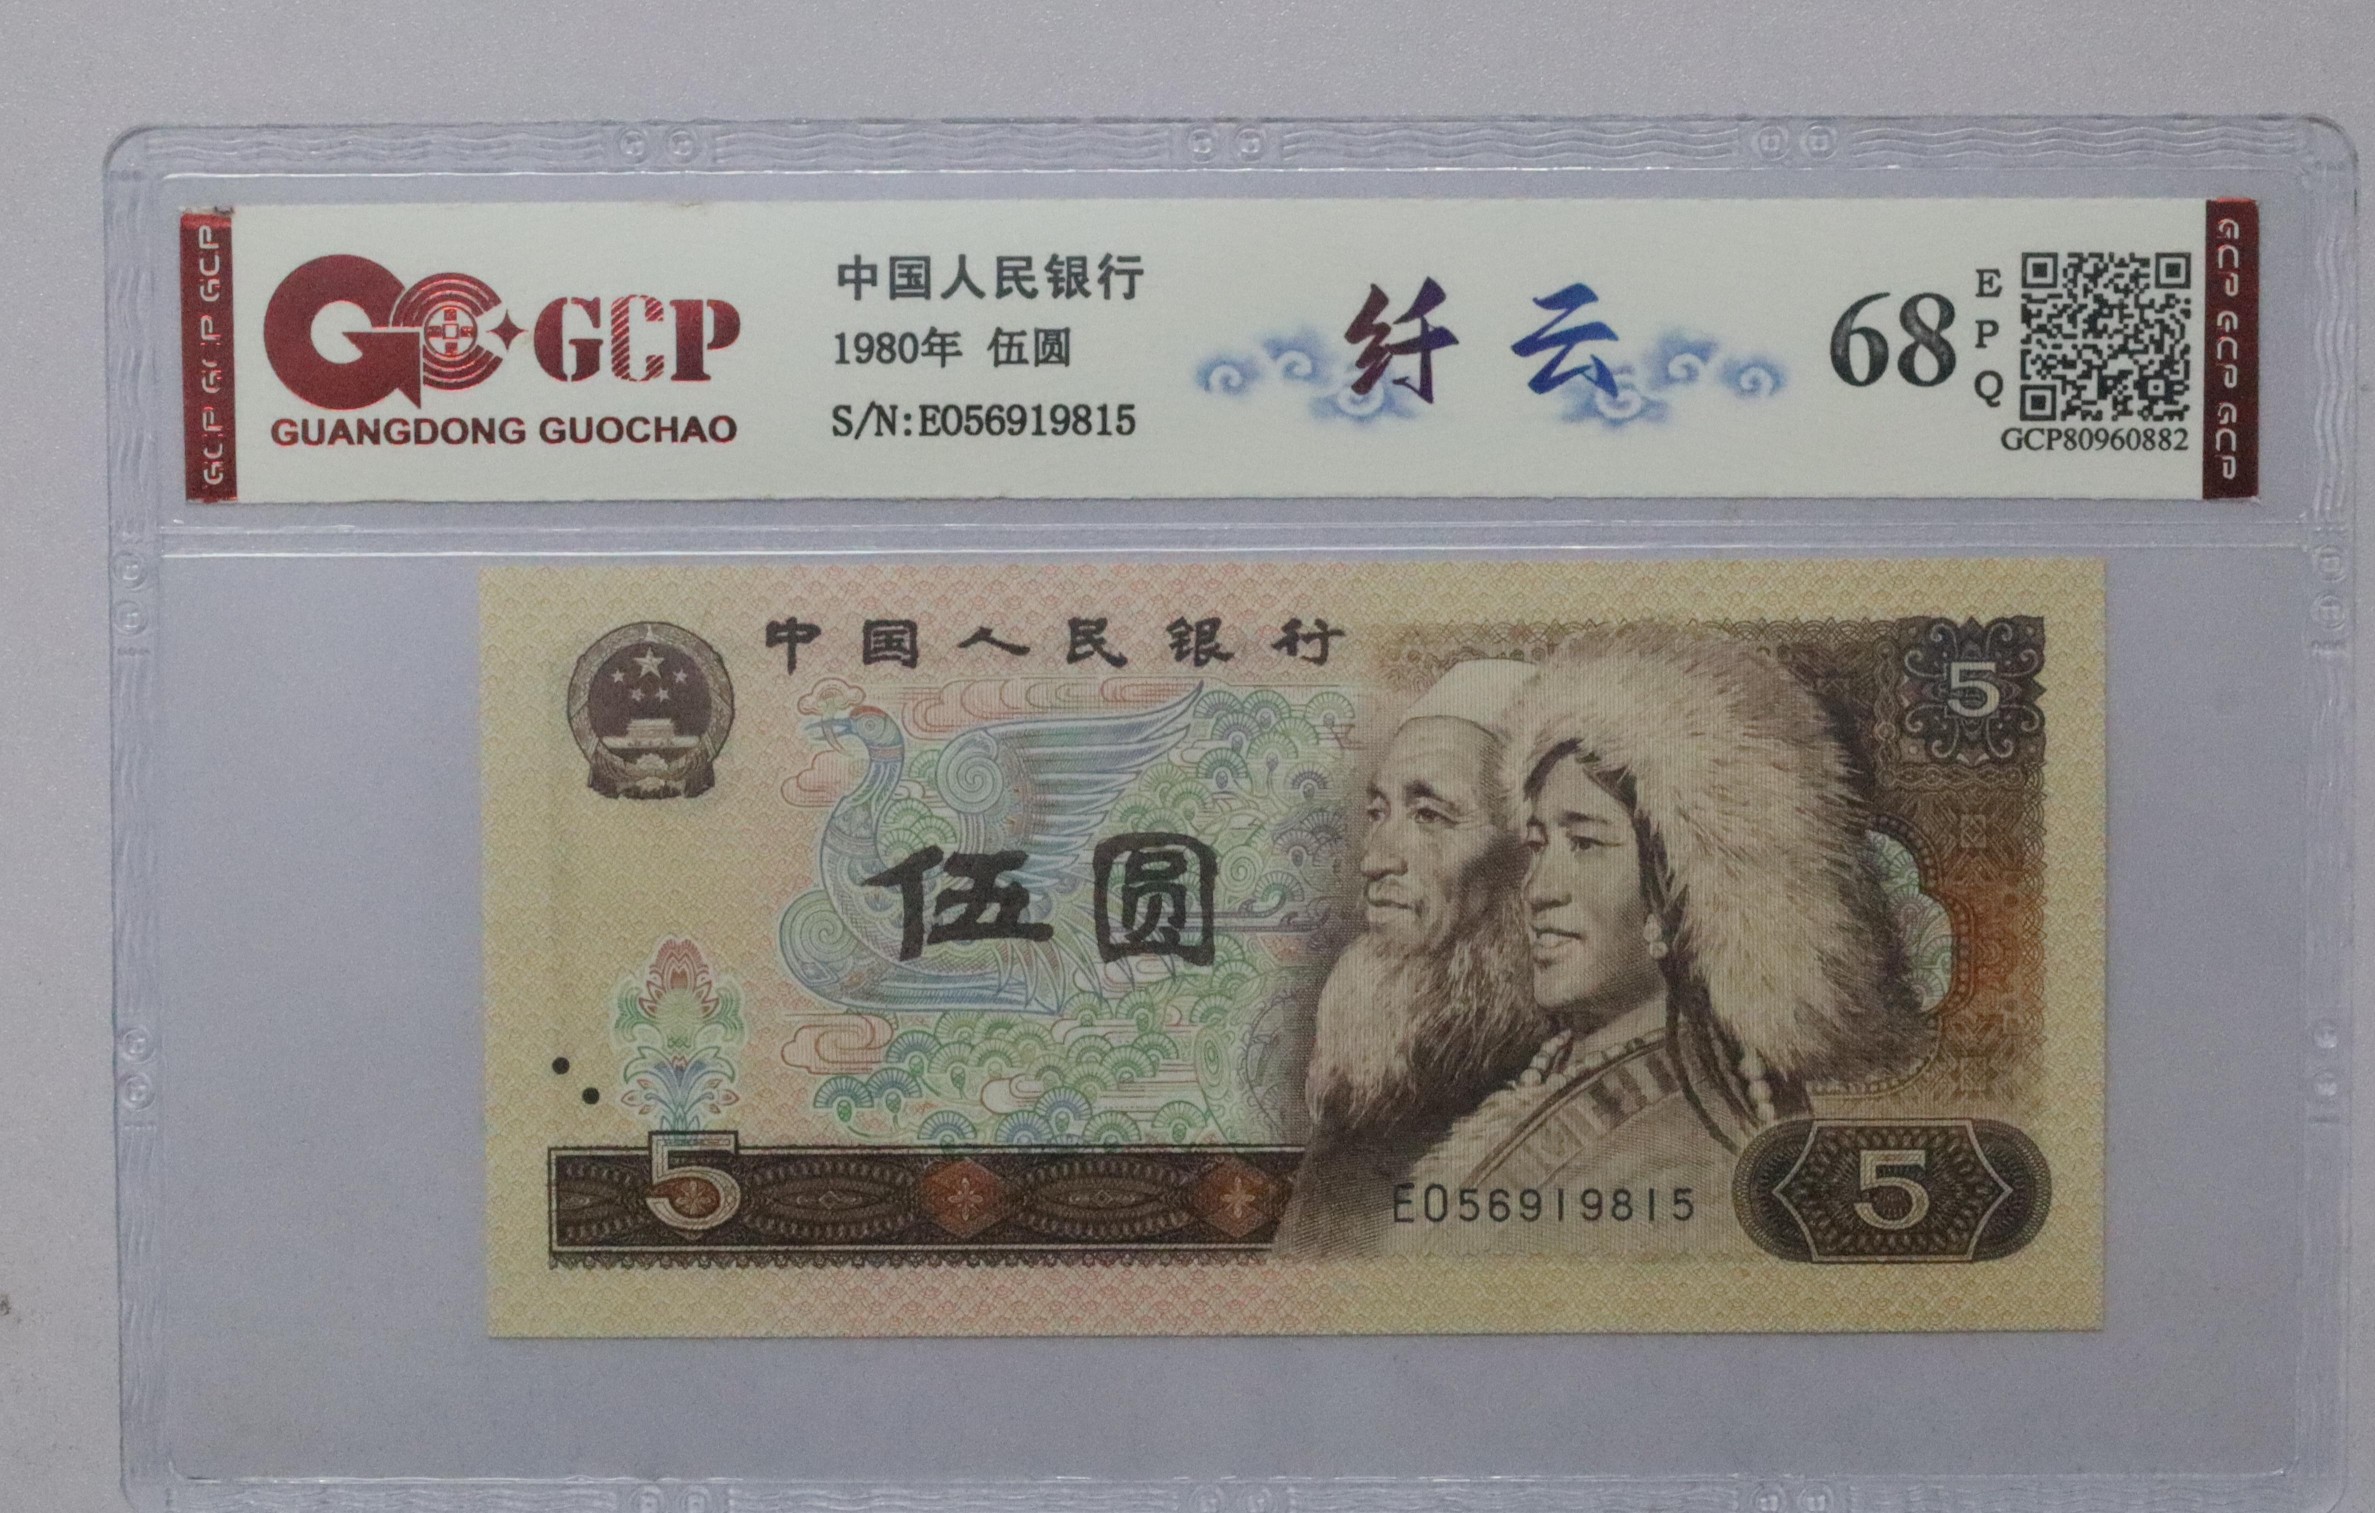 GCP GCP GCP
GCP
GUANGDONG GUOCHAO
中国人民银行
1980年 伍圆
S/N:E056919815
纤云
68
EPQ
GCP80960882
GCP GCP GCP
中国人民银行
5
伍圆
5
E056919815
5